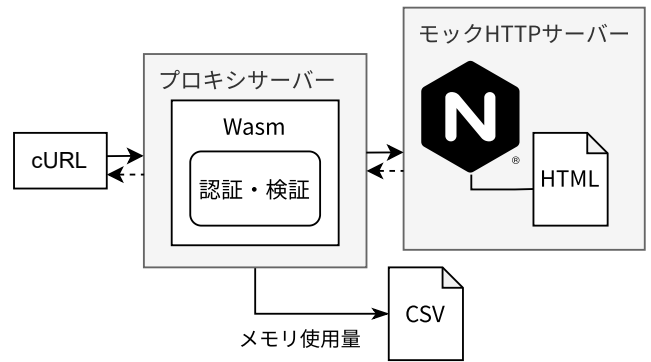 モックHTTPサーバー
プロキシサーバー
Wasm
cURL
認証・検証
N
®
HTML
CSV
メモリ使用量